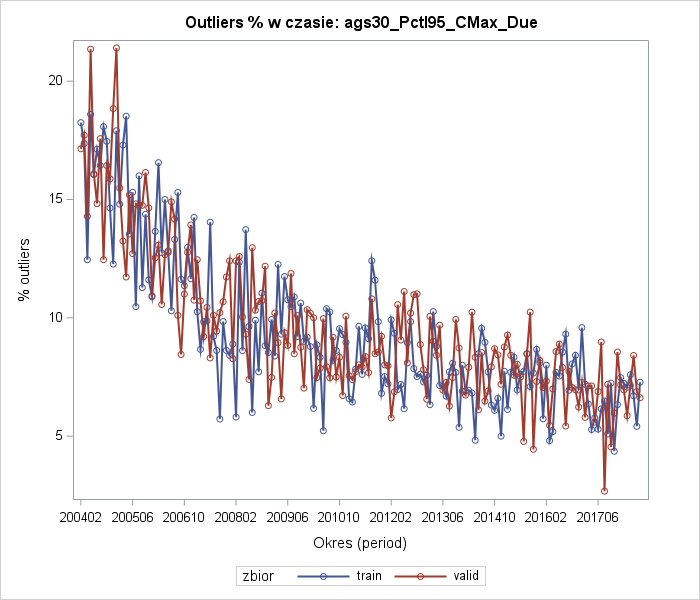 Outliers % w czasie: ags30_Pctl95_CMax_Due
% outliers
20
15
10
5
200402 200506 200610 200802 200906 201010 201202 201306 201410 201602 201706
Okres (period)
zbior train valid